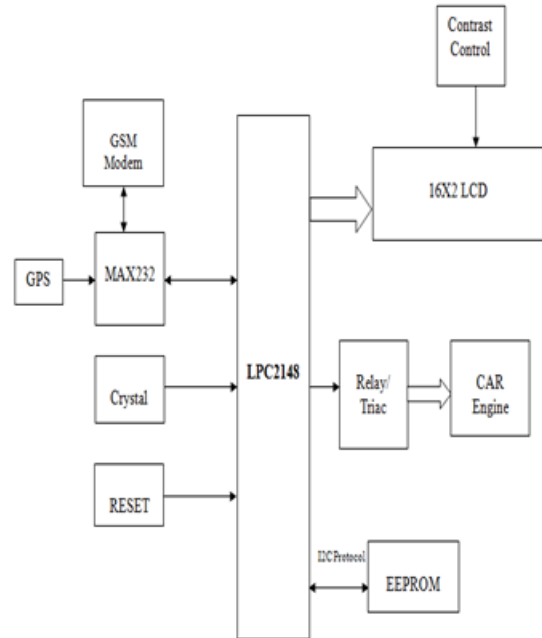 Contrast
Control
GSM
Modem
16X2 LCD
MAX232
GPS
LPC2148
Relay/
Triac
CAR
Engine
Crystal
RESET
I2C Protocol
EEPROM